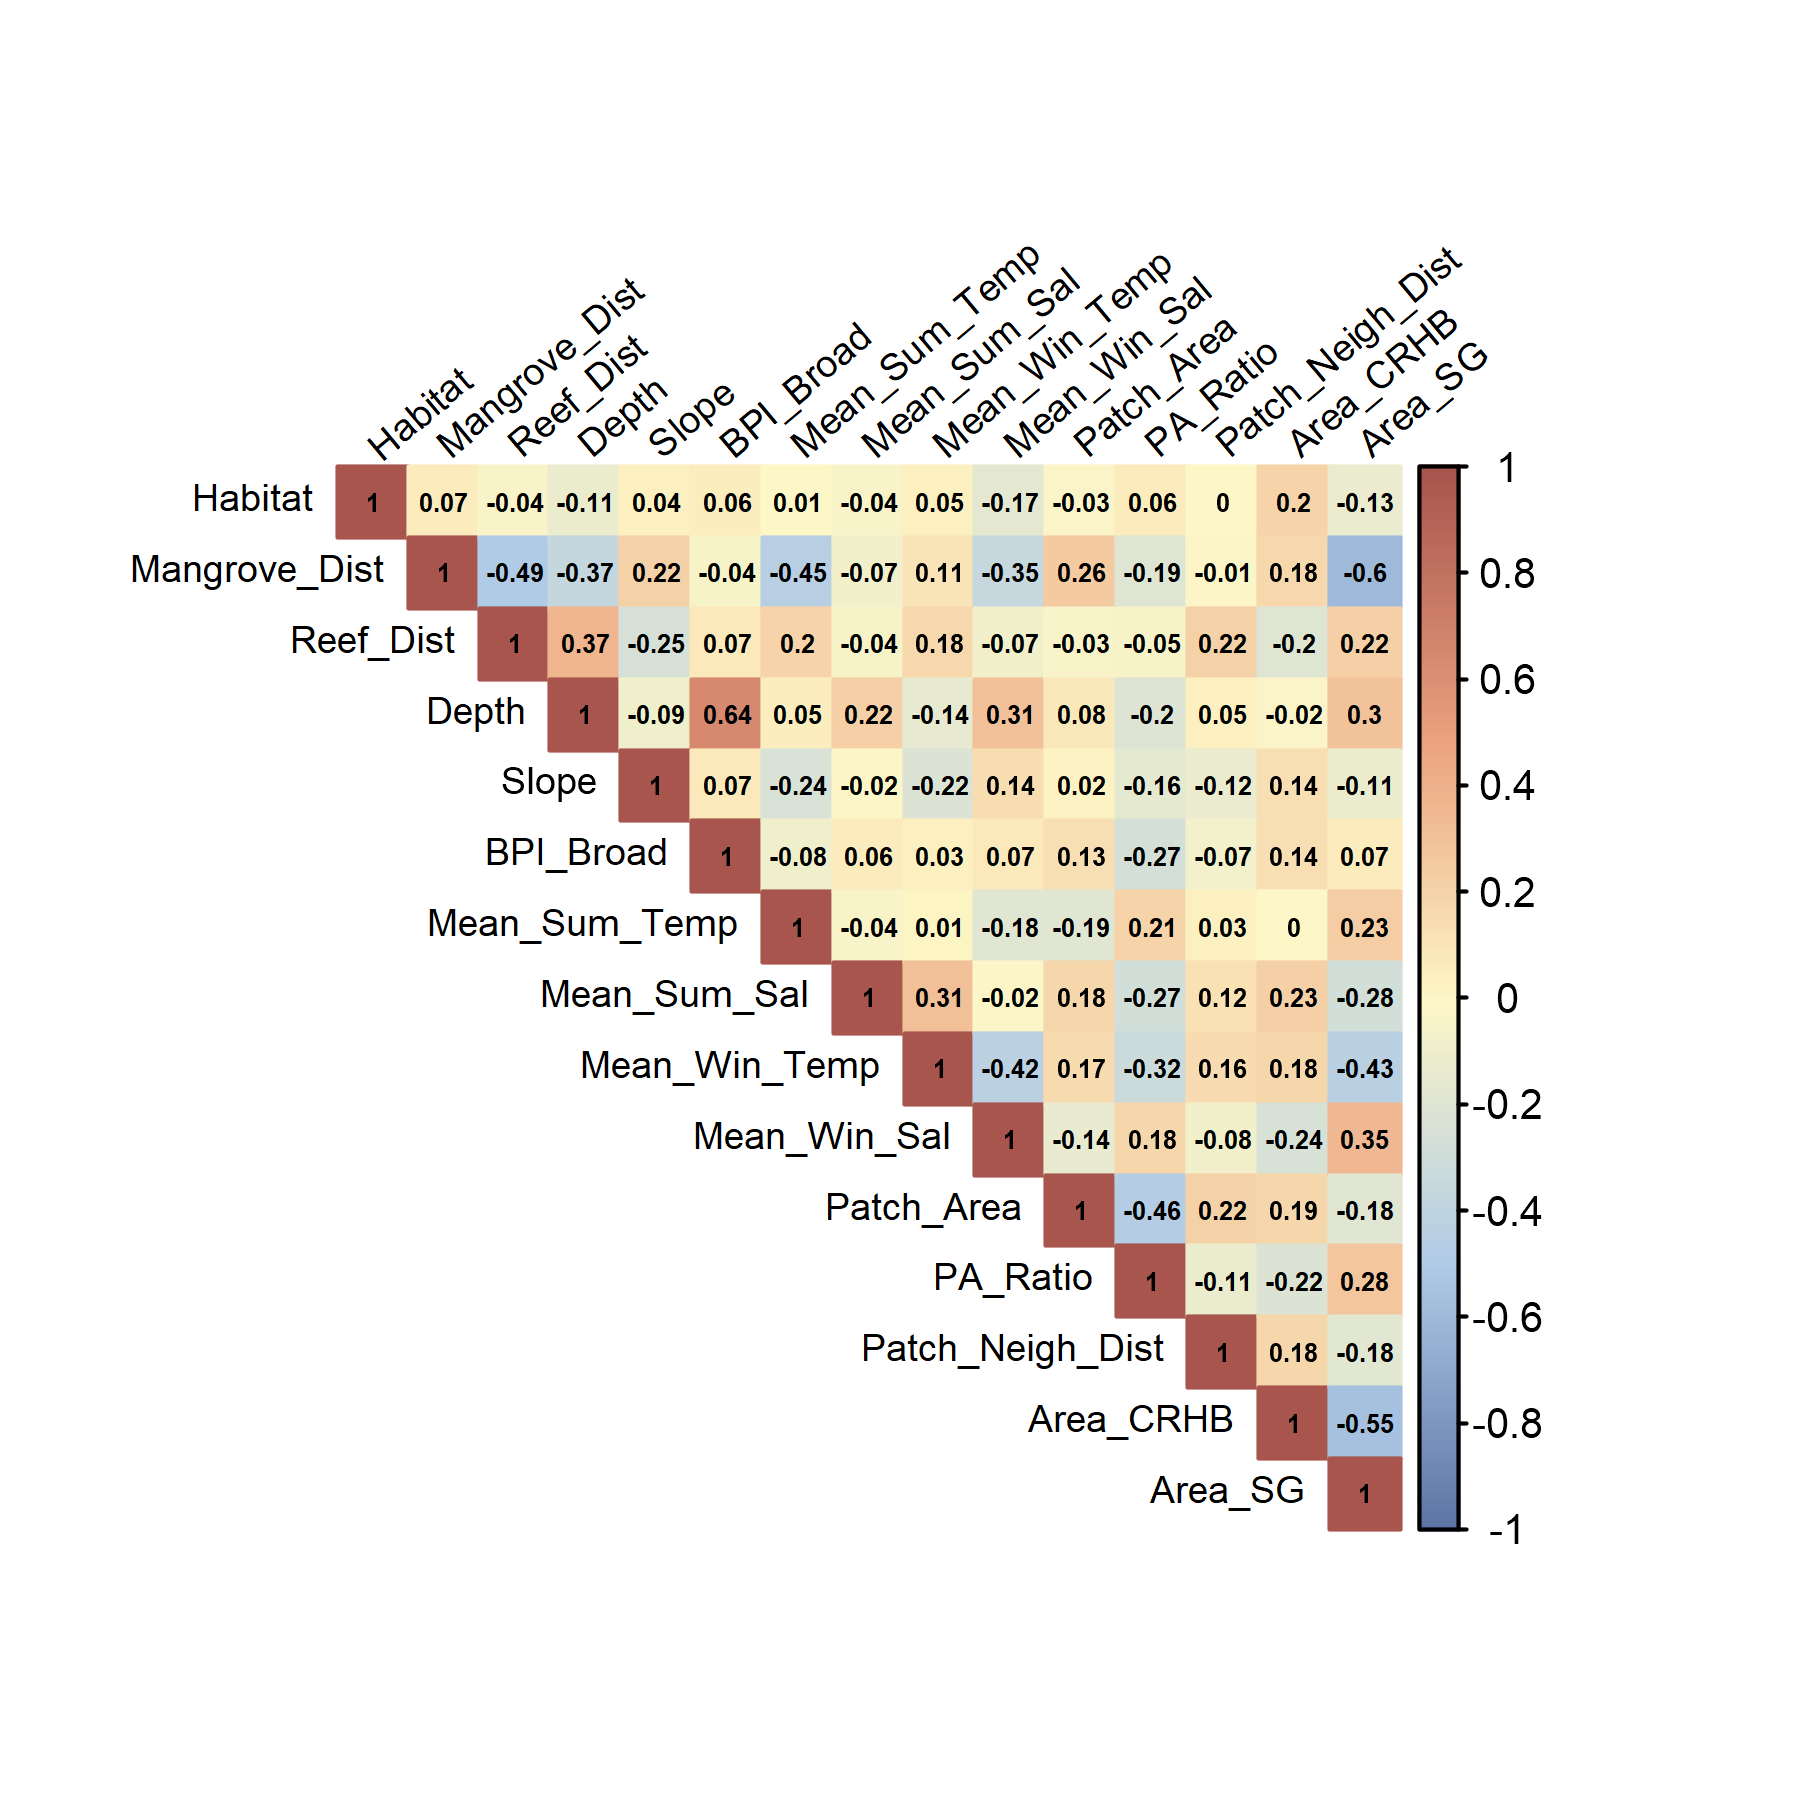 Habitat
Mangrove_Dist
Reef_Dist
Depth
Slope
BPI_Broad
Mean_Sum_Temp
Mean_Sum_Sal
Mean_Win_Temp
Mean_Win_Sal
Patch_Area
PA_Ratio
Patch_Neigh_Dist
Area_CRHB
Area_SG
Habitat 1 0.07 -0.04 -0.11 0.04 0.06 0.01 -0.04 0.05 -0.17 -0.03 0.06 0 0.2 -0.13
Mangrove_Dist 1 -0.49 -0.37 0.22 -0.04 -0.45 -0.07 0.11 -0.35 0.26 -0.19 -0.01 0.18 -0.6
Reef_Dist 1 0.37 -0.25 0.07 0.2 -0.04 0.18 -0.07 -0.03 -0.05 0.22 -0.2 0.22
Depth 1 -0.09 0.64 0.05 0.22 -0.14 0.31 0.08 -0.2 0.05 -0.02 0.3
Slope 1 0.07 -0.24 -0.02 -0.22 0.14 0.02 -0.16 -0.12 0.14 -0.11
BPI_Broad 1 -0.08 0.06 0.03 0.07 0.13 -0.27 -0.07 0.14 0.07
Mean_Sum_Temp 1 -0.04 0.01 -0.18 -0.19 0.21 0.03 0 0.23
Mean_Sum_Sal 1 0.31 -0.02 0.18 -0.27 0.12 0.23 -0.28
Mean_Win_Temp 1 -0.42 0.17 -0.32 0.16 0.18 -0.43
Mean_Win_Sal 1 -0.14 0.18 -0.08 -0.24 0.35
Patch_Area 1 -0.46 0.22 0.19 -0.18
PA_Ratio 1 -0.11 -0.22 0.28
Patch_Neigh_Dist 1 0.18 -0.18
Area_CRHB 1 -0.55
Area_SG 1
1
0.8
0.6
0.4
0.2
0
-0.2
-0.4
-0.6
-0.8
-1